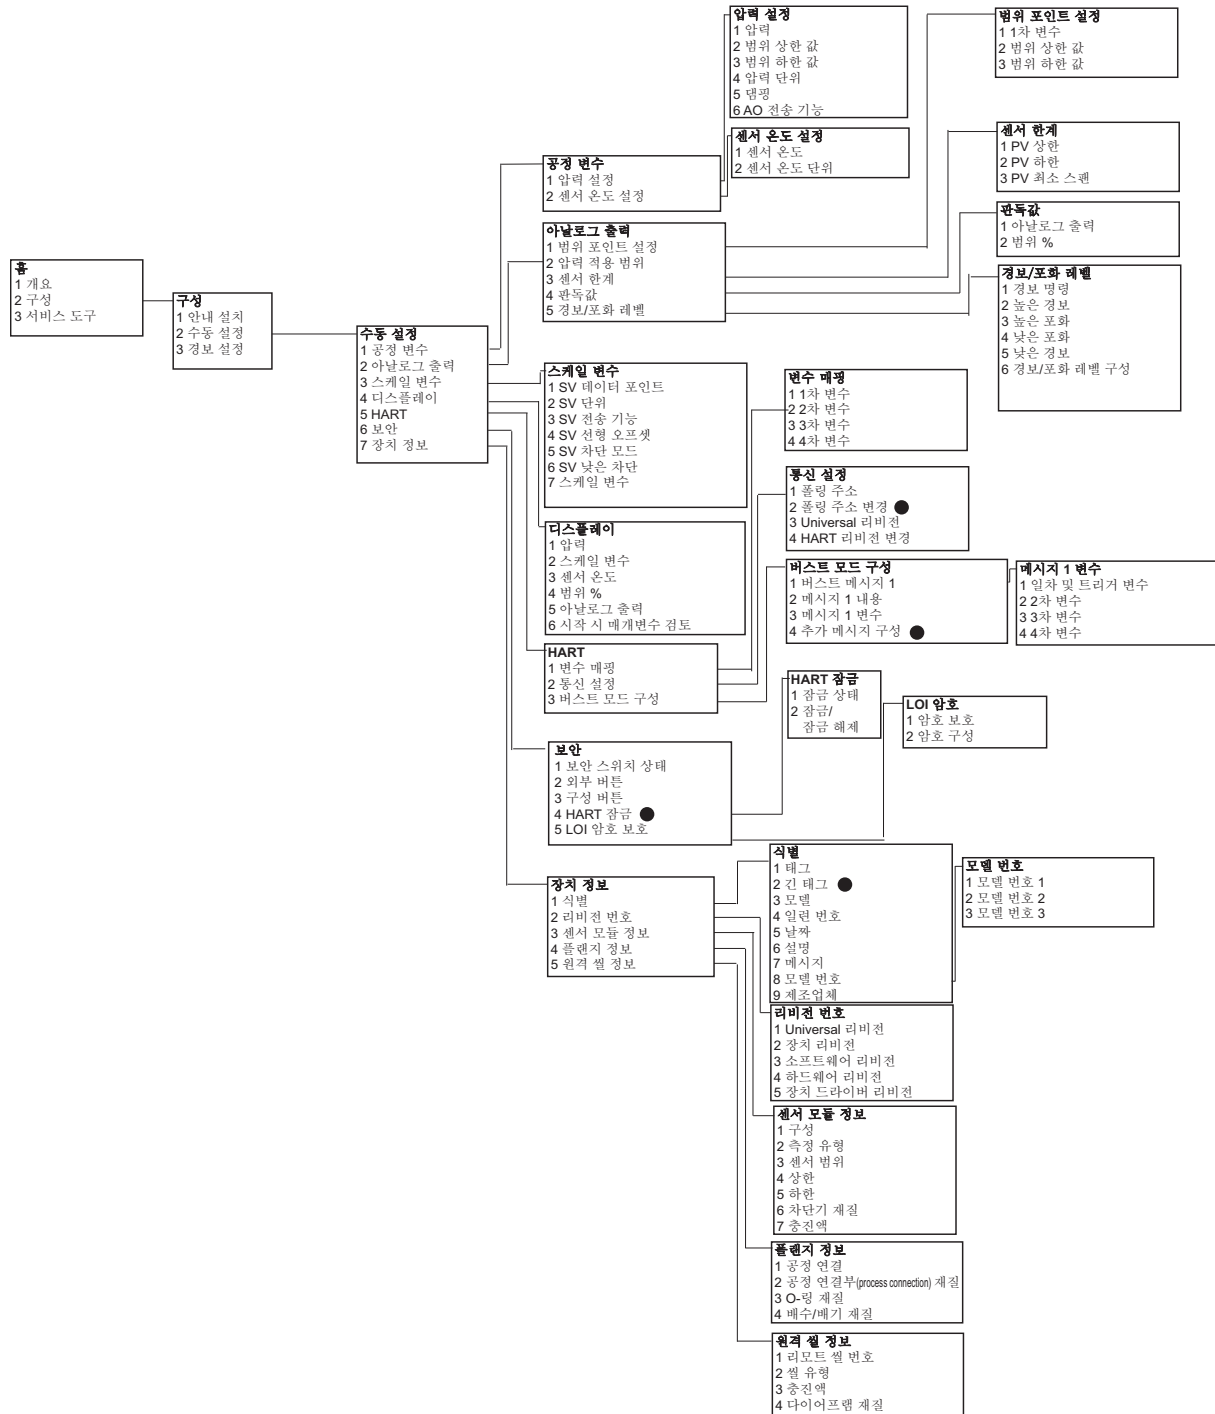 홈
1 개요
2 구성
3 서비스 도구
구성
1 안내 설치
2 수동 설정
3 경보 설정
수동 설정
1 공정 변수
2 아날로그 출력
3 스케일 변수
4 디스플레이
5 HART
6 보안
7 장치 정보
공정 변수
1 압력 설정
2 센서 온도 설정
압력 설정
1 압력
2 범위 상한 값
3 범위 하한 값
4 압력 단위
5 댐핑
6 AO 전송 기능
센서 온도 설정
1 센서 온도
2 센서 온도 단위
아날로그 출력
1 범위 포인트 설정
2 압력 적용 범위
3 센서 한계
4 판독값
5 경보/포화 레벨
범위 포인트 설정
1 1차 변수
2 범위 상한 값
3 범위 하한 값
센서 한계
1 PV 상한
2 PV 하한
3 PV 최소 스팬
판독값
1 아날로그 출력
2 범위 %
경보/포화 레벨
1 경보 명령
2 높은 경보
3 높은 포화
4 낮은 포화
5 낮은 경보
6 경보/포화 레벨 구성
스케일 변수
1 SV 데이터 포인트
2 SV 단위
3 SV 전송 기능
4 SV 선형 오프셋
5 SV 차단 모드
6 SV 낮은 차단
7 스케일 변수
디스플레이
1 압력
2 스케일 변수
3 센서 온도
4 범위 %
5 아날로그 출력
6 시작 시 매개변수 검토
HART
1 변수 매핑
2 통신 설정
3 버스트 모드 구성
변수 매핑
1 1차 변수
2 2차 변수
3 3차 변수
4 4차 변수
통신 설정
1 폴링 주소
2 폴링 주소 변경 ●
3 Universal 리비전
4 HART 리비전 변경
버스트 모드 구성
1 버스트 메시지 1
2 메시지 1 내용
3 메시지 1 변수
4 추가 메시지 구성 ●
메시지 1 변수
1 일차 및 트리거 변수
2 2차 변수
3 3차 변수
4 4차 변수
보안
1 보안 스위치 상태
2 외부 버튼
3 구성 버튼
4 HART 잠금 ●
5 LOI 암호 보호
HART 잠금
1 잠금 상태
2 잠금/
잠금 해제
LOI 암호
1 암호 보호
2 암호 구성
장치 정보
1 식별
2 리비전 번호
3 센서 모듈 정보
4 플랜지 정보
5 원격 씰 정보
식별
1 태그
2 긴 태그 ●
3 모델
4 일련 번호
5 날짜
6 설명
7 메시지
8 모델 번호
9 제조업체
모델 번호
1 모델 번호 1
2 모델 번호 2
3 모델 번호 3
리비전 번호
1 Universal 리비전
2 장치 리비전
3 소프트웨어 리비전
4 하드웨어 리비전
5 장치 드라이버 리비전
센서 모듈 정보
1 구성
2 측정 유형
3 센서 범위
4 상한
5 하한
6 차단기 재질
7 충진액
플랜지 정보
1 공정 연결
2 공정 연결부(process connection) 재질
3 O-링 재질
4 배수/배기 재질
원격 씰 정보
1 리모트 씰 번호
2 씰 유형
3 충진액
4 다이어프램 재질